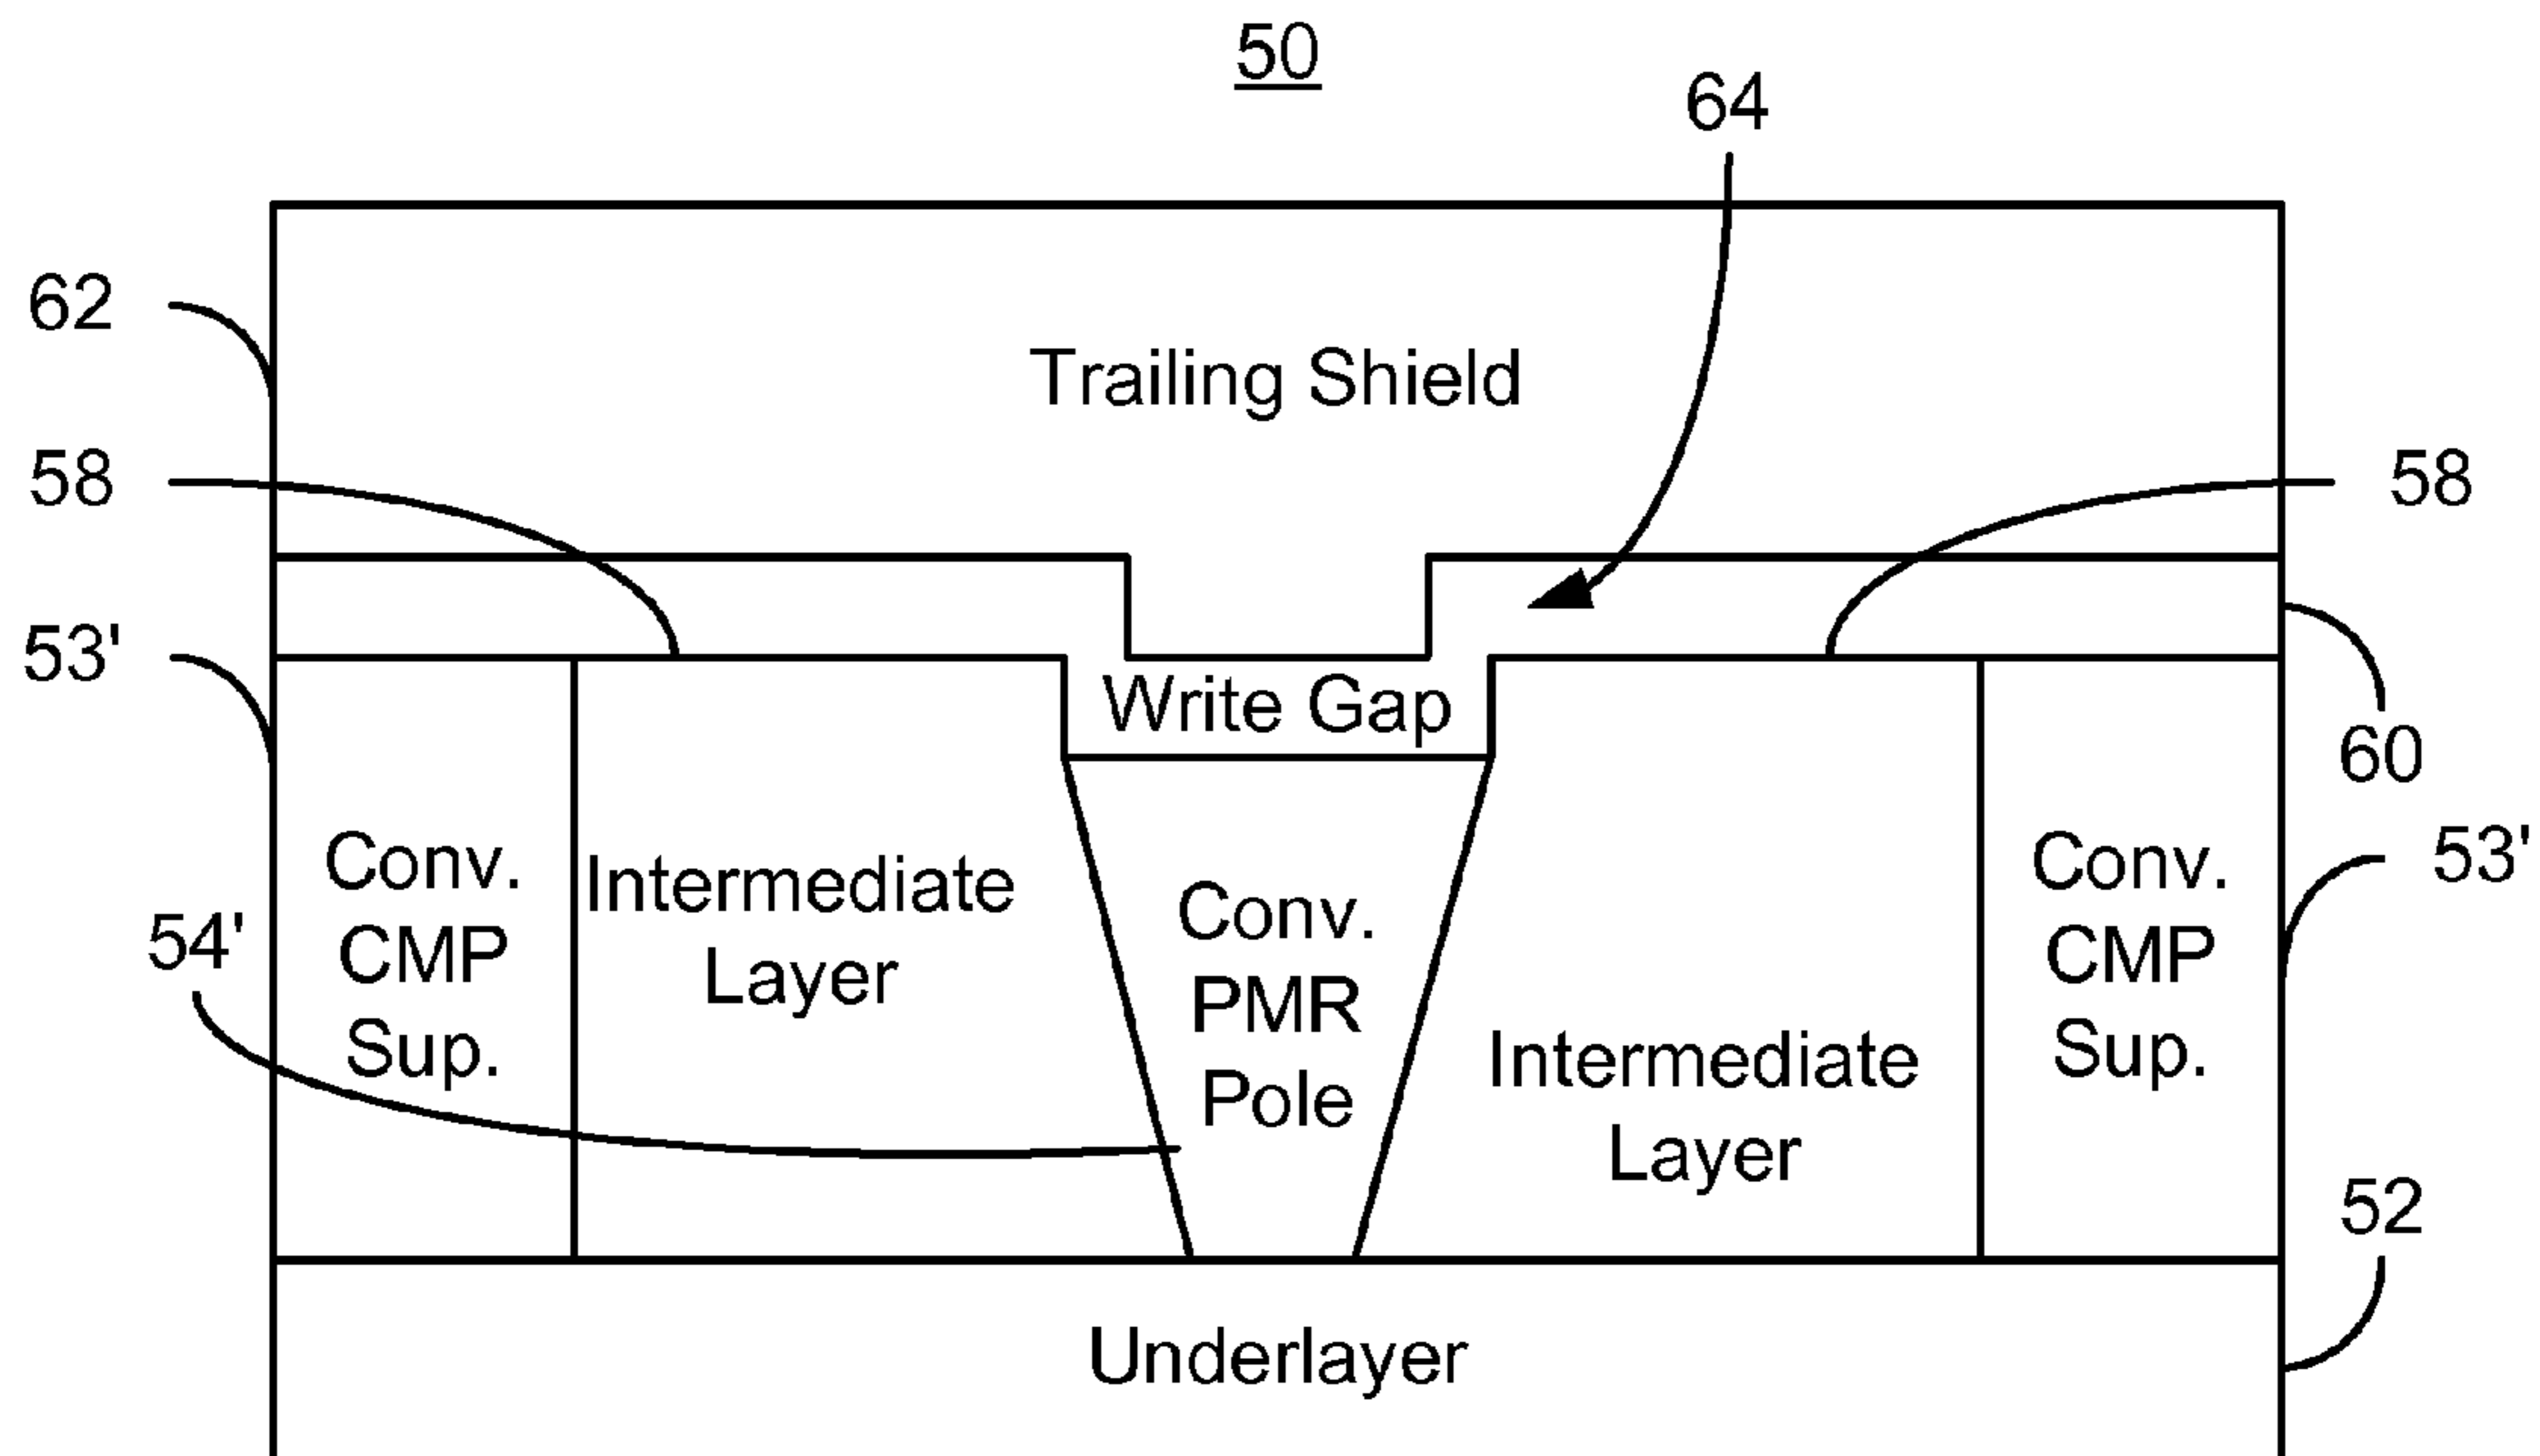 50
64
62
Trailing Shield
58
58
53'
Write Gap
60
Conv.
CMP
Sup.
Intermediate
Layer
Conv.
PMR
Pole
Intermediate
Layer
Conv.
CMP
Sup.
53'
54'
52
Underlayer